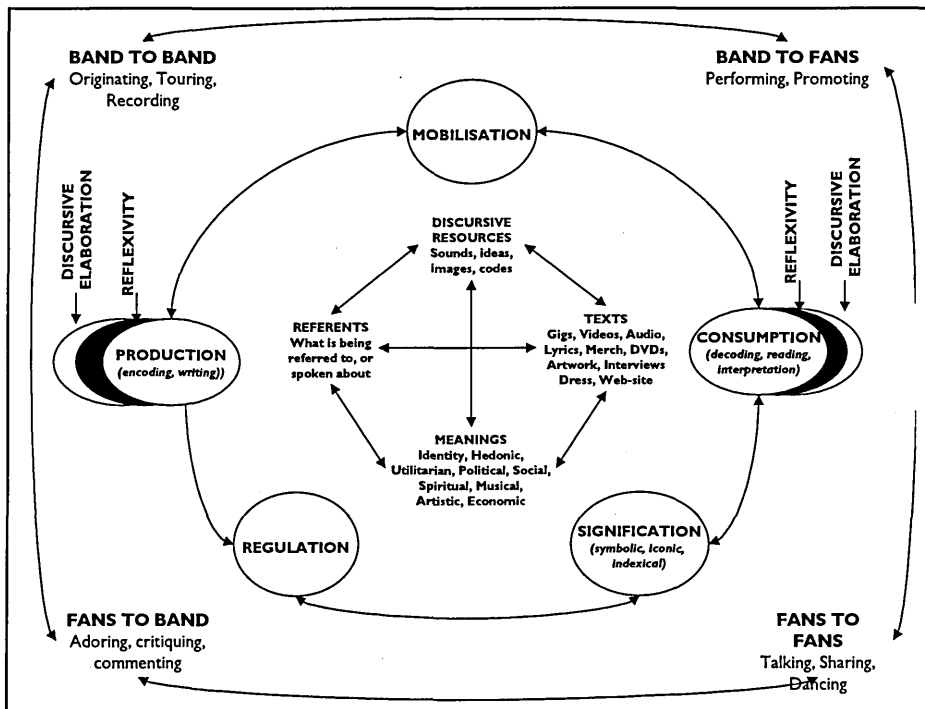 BAND TO BAND
Originating, Touring,
Recording
BAND TO FANS
Performing, Promoting
MOBILISATION
DISCURSIVE
ELABORATION
REFLEXIVITY
REFLEXIVITY
DISCURSIVE
ELABORATION
DISCURSIVE
RESOURCES
Sounds, ideas,
images, codes
REFERENTS
What is being
referred to, or
spoken about
TEXTS
Gigs, Videos, Audio,
Lyrics, Merch, DVDs,
Artwork, Interviews
Dress, Web-site
PRODUCTION
(encoding, writing))
CONSUMPTION
(decoding, reading,
interpretation)
MEANINGS
Identity, Hedonic,
Utilitarian, Political, Social,
Spiritual, Musical,
Artistic, Economic
REGULATION
SIGNIFICATION
(symbolic, iconic,
indexical)
FANS TO BAND
Adoring, critiquing,
commenting
FANS TO
FANS
Talking, Sharing,
Dancing